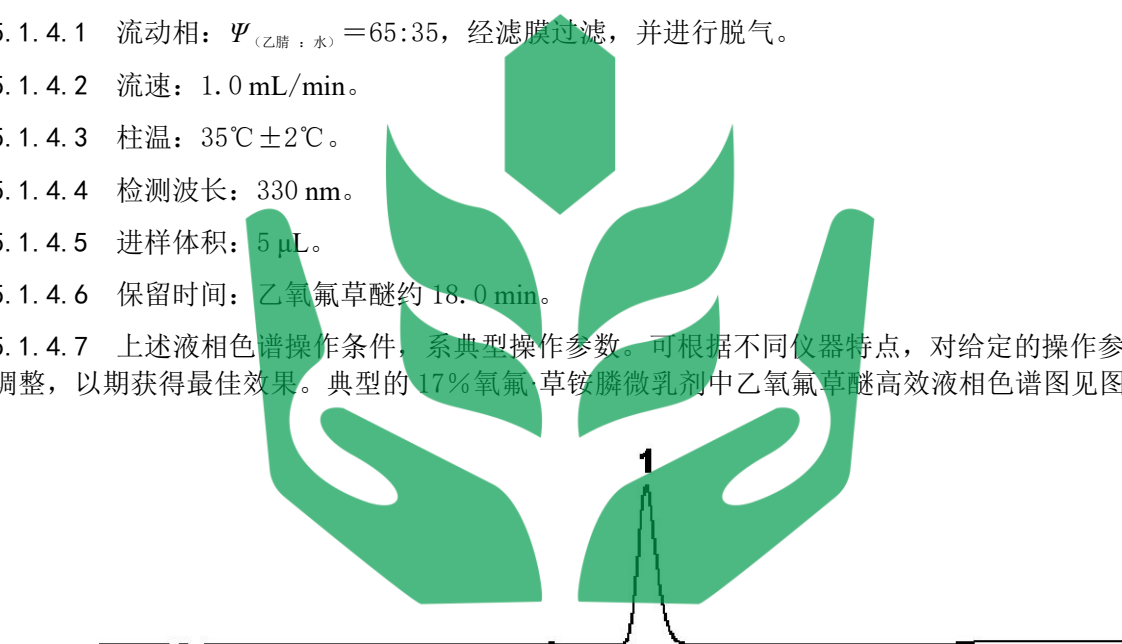 5.1.4.1 流动相：Ψ（乙腈：水）＝65:35，经滤膜过滤，并进行脱气。
5.1.4.2 流速：1.0 mL/min。
5.1.4.3 柱温：35℃±2℃。
5.1.4.4 检测波长：330 nm。
5.1.4.5 进样体积：5 μL。
5.1.4.6 保留时间：乙氧氟草醚约 18.0 min。
5.1.4.7 上述液相色谱操作条件，系典型操作参数。可根据不同仪器特点，对给定的操作参
调整，以期获得最佳效果。典型的 17％氧氟·草铵膦微乳剂中乙氧氟草醚高效液相色谱图见图
1